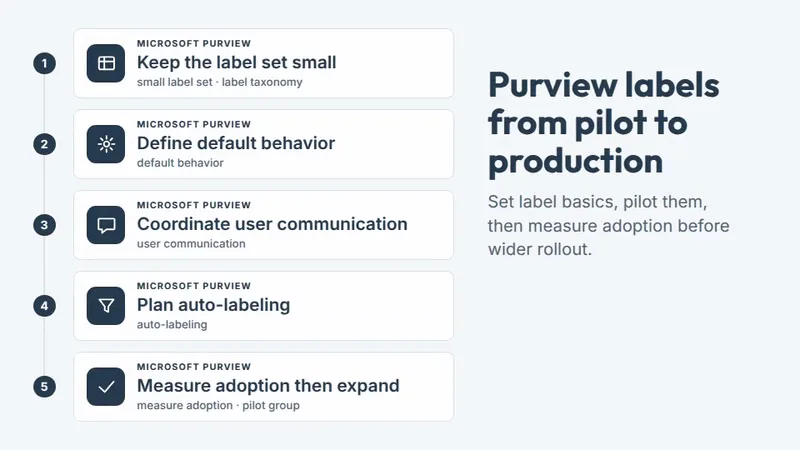 1
MICROSOFT PURVIEW
Keep the label set small
small label set · label taxonomy
2
MICROSOFT PURVIEW
Define default behavior
default behavior
3
MICROSOFT PURVIEW
Coordinate user communication
user communication
4
MICROSOFT PURVIEW
Plan auto-labeling
auto-labeling
5
MICROSOFT PURVIEW
Measure adoption then expand
measure adoption · pilot group
Purview labels
from pilot to
production
Set label basics, pilot them,
then measure adoption before
wider rollout.